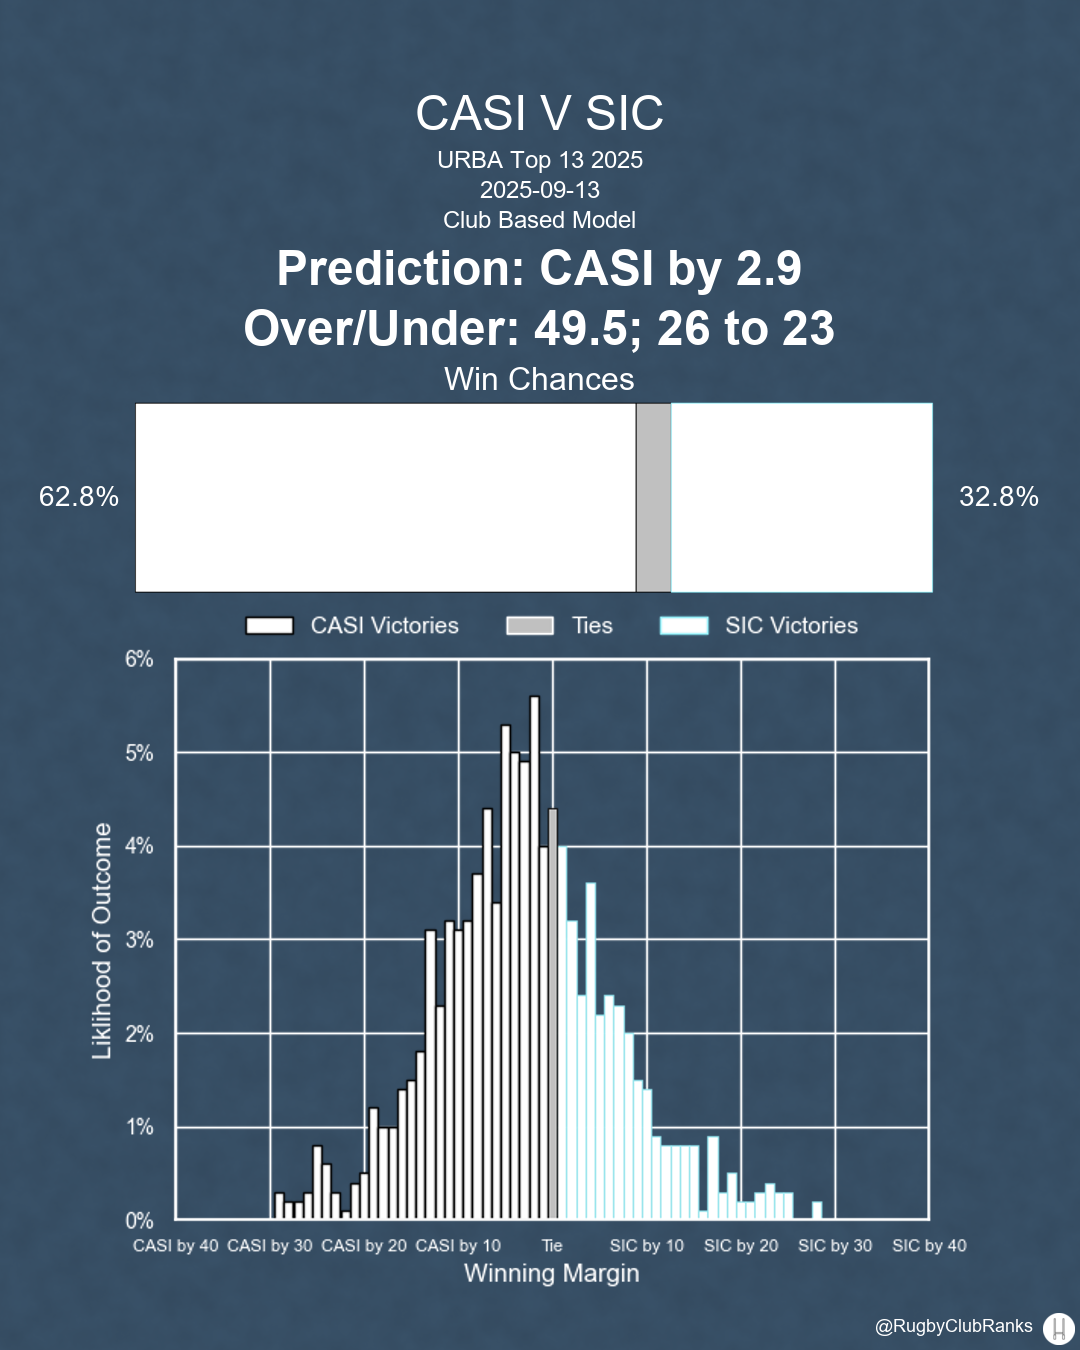 CASI V SIC
URBA Top 13 2025
2025-09-13
Club Based Model
Prediction: CASI by 2.9
Over/Under: 49.5; 26 to 23
Win Chances
62.8%
32.8%
CASI Victories
Ties
SIC Victories
6%
5%
4%
3%
2%
1%
0%
Liklihood of Outcome
CASI by 40 CASI by 30 CASI by 20 CASI by 10 Tie SIC by 10 SIC by 20 SIC by 30 SIC by 40
Winning Margin
@RugbyClubRanks